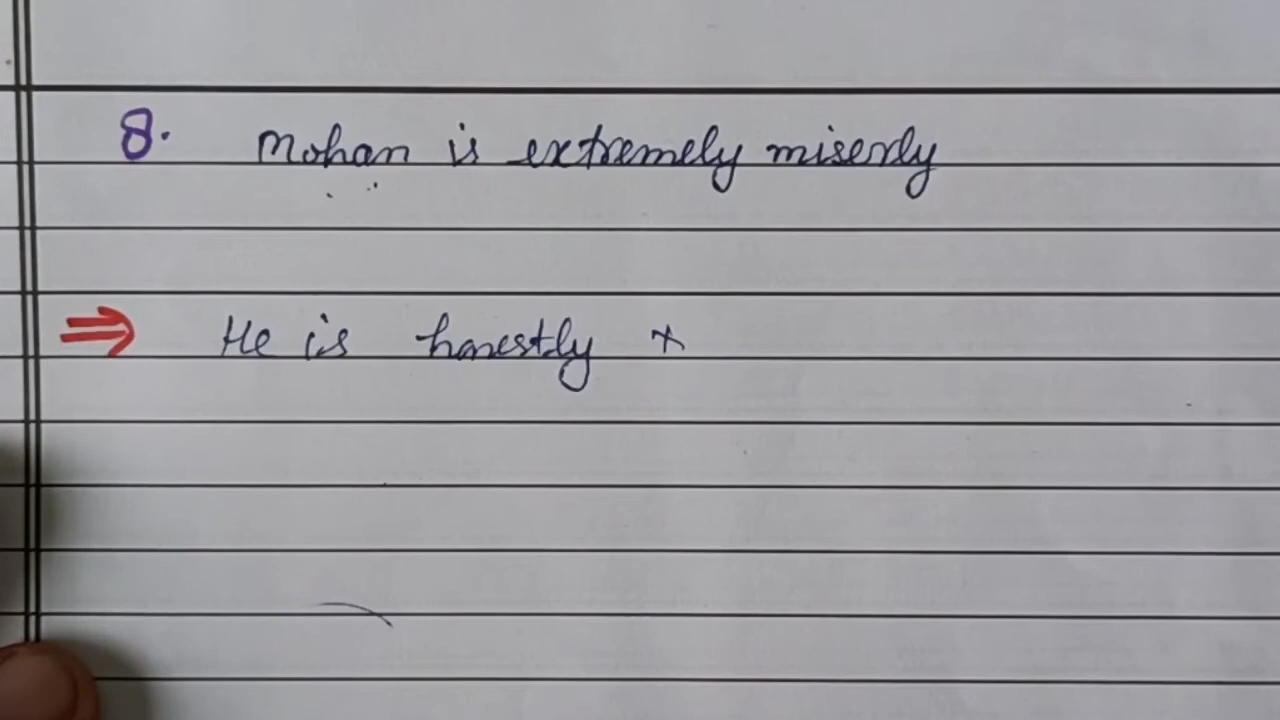 8. Mohan is extremely miserly
⇒ He is honestly ×